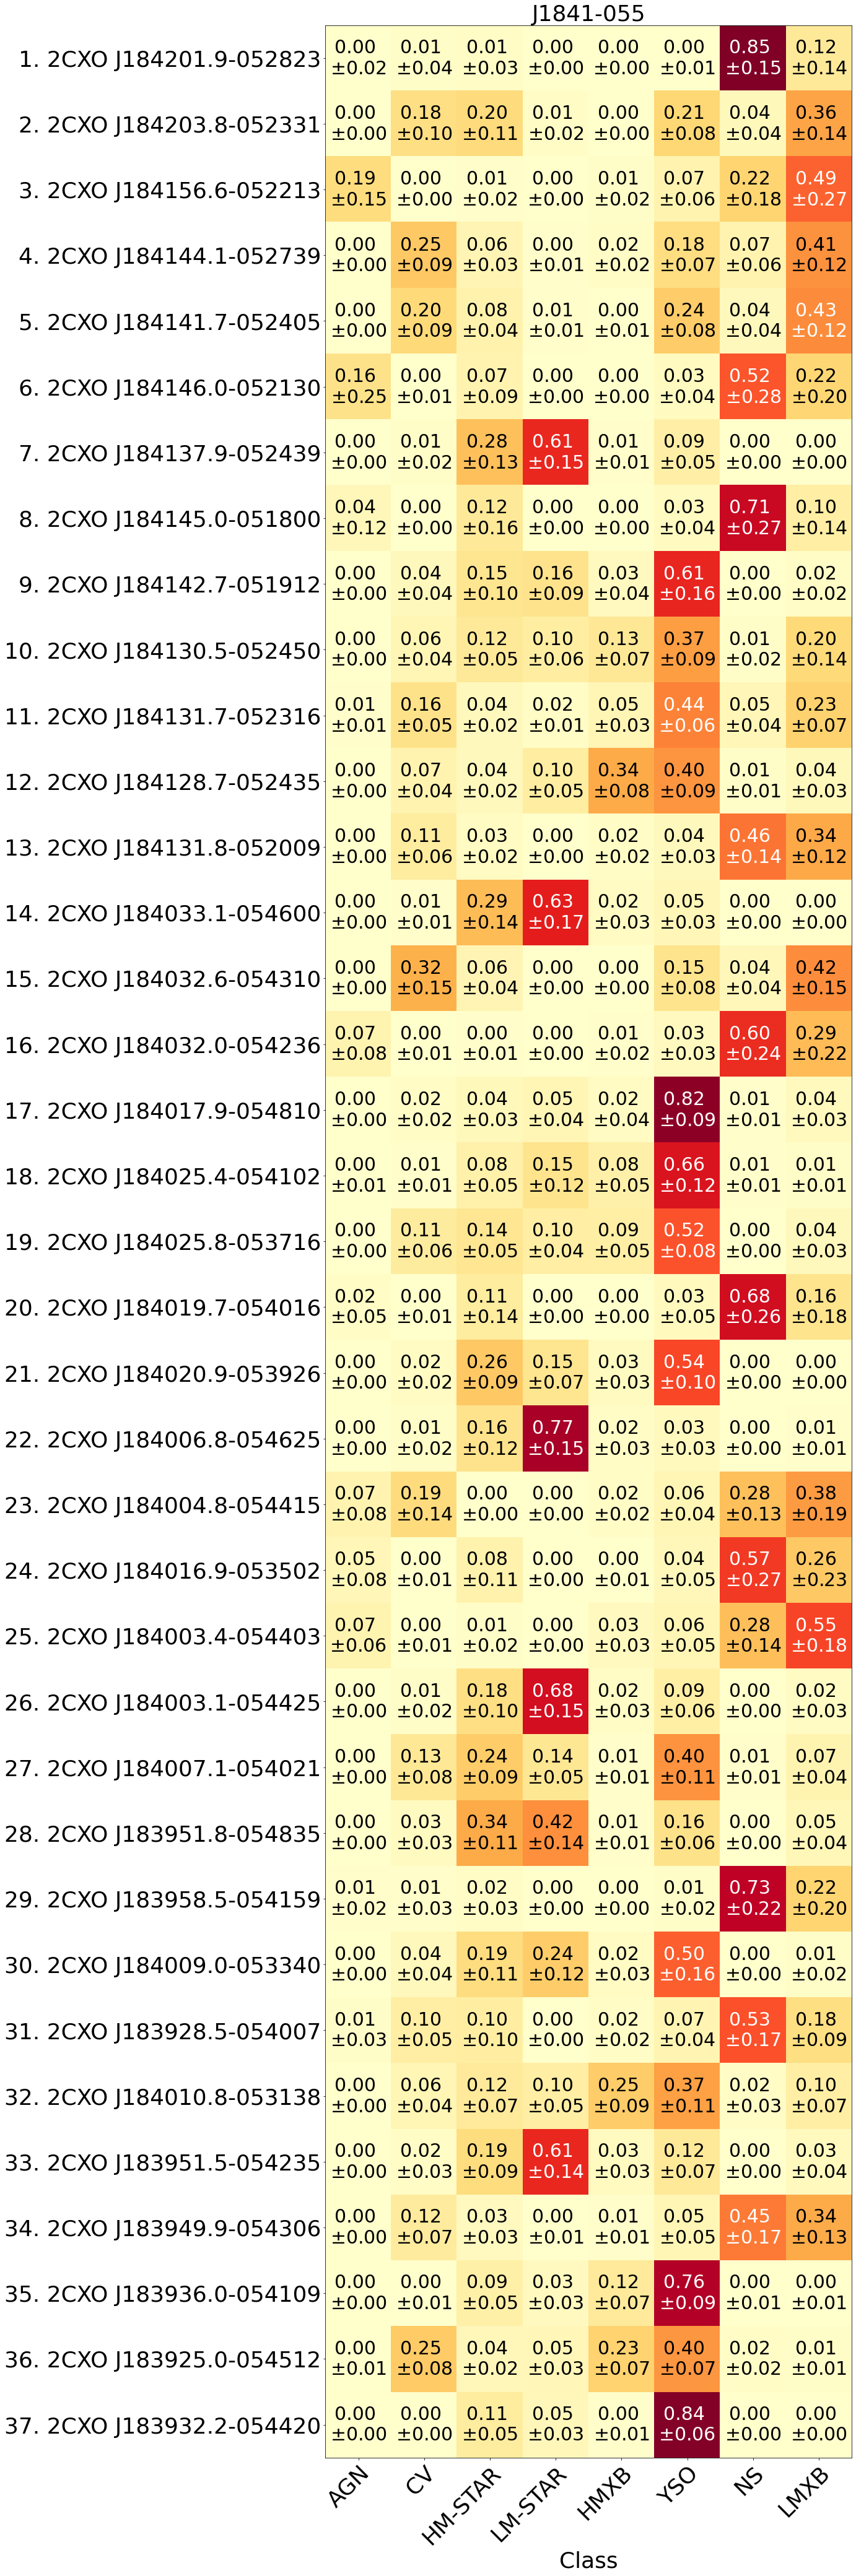 J1841-055
1. 2CXO J184201.9-052823 0.00 0.01 0.01 0.00 0.00 0.00 0.85 0.12
±0.02 ±0.04 ±0.03 ±0.00 ±0.00 ±0.01 ±0.15 ±0.14
2. 2CXO J184203.8-052331 0.00 0.18 0.20 0.01 0.00 0.21 0.04 0.36
±0.00 ±0.10 ±0.11 ±0.02 ±0.00 ±0.08 ±0.04 ±0.14
3. 2CXO J184156.6-052213 0.19 0.00 0.01 0.00 0.01 0.07 0.22 0.49
±0.15 ±0.00 ±0.02 ±0.00 ±0.02 ±0.06 ±0.18 ±0.27
4. 2CXO J184144.1-052739 0.00 0.25 0.06 0.00 0.02 0.18 0.07 0.41
±0.00 ±0.09 ±0.03 ±0.01 ±0.02 ±0.07 ±0.06 ±0.12
5. 2CXO J184141.7-052405 0.00 0.20 0.08 0.01 0.00 0.24 0.04 0.43
±0.00 ±0.09 ±0.04 ±0.01 ±0.01 ±0.08 ±0.04 ±0.12
6. 2CXO J184146.0-052130 0.16 0.00 0.07 0.00 0.00 0.03 0.52 0.22
±0.25 ±0.01 ±0.09 ±0.00 ±0.00 ±0.04 ±0.28 ±0.20
7. 2CXO J184137.9-052439 0.00 0.01 0.28 0.61 0.01 0.09 0.00 0.00
±0.00 ±0.02 ±0.13 ±0.15 ±0.01 ±0.05 ±0.00 ±0.00
8. 2CXO J184145.0-051800 0.04 0.00 0.12 0.00 0.00 0.03 0.71 0.10
±0.12 ±0.00 ±0.16 ±0.00 ±0.00 ±0.04 ±0.27 ±0.14
9. 2CXO J184142.7-051912 0.00 0.04 0.15 0.16 0.03 0.61 0.00 0.02
±0.00 ±0.04 ±0.10 ±0.09 ±0.04 ±0.16 ±0.00 ±0.02
10. 2CXO J184130.5-052450 0.00 0.06 0.12 0.10 0.13 0.37 0.01 0.20
±0.00 ±0.04 ±0.05 ±0.06 ±0.07 ±0.09 ±0.02 ±0.14
11. 2CXO J184131.7-052316 0.01 0.16 0.04 0.02 0.05 0.44 0.05 0.23
±0.01 ±0.05 ±0.02 ±0.01 ±0.03 ±0.06 ±0.04 ±0.07
12. 2CXO J184128.7-052435 0.00 0.07 0.04 0.10 0.34 0.40 0.01 0.04
±0.00 ±0.04 ±0.02 ±0.05 ±0.08 ±0.09 ±0.01 ±0.03
13. 2CXO J184131.8-052009 0.00 0.11 0.03 0.00 0.02 0.04 0.46 0.34
±0.00 ±0.06 ±0.02 ±0.00 ±0.02 ±0.03 ±0.14 ±0.12
14. 2CXO J184033.1-054600 0.00 0.01 0.29 0.63 0.02 0.05 0.00 0.00
±0.00 ±0.01 ±0.14 ±0.17 ±0.03 ±0.03 ±0.00 ±0.00
15. 2CXO J184032.6-054310 0.00 0.32 0.06 0.00 0.00 0.15 0.04 0.42
±0.00 ±0.15 ±0.04 ±0.00 ±0.00 ±0.08 ±0.04 ±0.15
16. 2CXO J184032.0-054236 0.07 0.00 0.00 0.00 0.01 0.03 0.60 0.29
±0.08 ±0.01 ±0.01 ±0.00 ±0.02 ±0.03 ±0.24 ±0.22
17. 2CXO J184017.9-054810 0.00 0.02 0.04 0.05 0.02 0.82 0.01 0.04
±0.00 ±0.02 ±0.03 ±0.04 ±0.04 ±0.09 ±0.01 ±0.03
18. 2CXO J184025.4-054102 0.00 0.01 0.08 0.15 0.08 0.66 0.01 0.01
±0.01 ±0.01 ±0.05 ±0.12 ±0.05 ±0.12 ±0.01 ±0.01
19. 2CXO J184025.8-053716 0.00 0.11 0.14 0.10 0.09 0.52 0.00 0.04
±0.00 ±0.06 ±0.05 ±0.04 ±0.05 ±0.08 ±0.00 ±0.03
20. 2CXO J184019.7-054016 0.02 0.00 0.11 0.00 0.00 0.03 0.68 0.16
±0.05 ±0.01 ±0.14 ±0.00 ±0.00 ±0.05 ±0.26 ±0.18
21. 2CXO J184020.9-053926 0.00 0.02 0.26 0.15 0.03 0.54 0.00 0.00
±0.00 ±0.02 ±0.09 ±0.07 ±0.03 ±0.10 ±0.00 ±0.00
22. 2CXO J184006.8-054625 0.00 0.01 0.16 0.77 0.02 0.03 0.00 0.01
±0.00 ±0.02 ±0.12 ±0.15 ±0.03 ±0.03 ±0.00 ±0.01
23. 2CXO J184004.8-054415 0.07 0.19 0.00 0.00 0.01 0.06 0.28 0.38
±0.08 ±0.14 ±0.00 ±0.00 ±0.02 ±0.04 ±0.13 ±0.19
24. 2CXO J184016.9-053502 0.05 0.00 0.08 0.00 0.00 0.04 0.57 0.26
±0.08 ±0.01 ±0.11 ±0.00 ±0.01 ±0.05 ±0.27 ±0.23
25. 2CXO J184003.4-054403 0.07 0.00 0.01 0.00 0.03 0.06 0.28 0.55
±0.06 ±0.01 ±0.02 ±0.00 ±0.03 ±0.05 ±0.14 ±0.18
26. 2CXO J184003.1-054425 0.00 0.01 0.18 0.68 0.02 0.09 0.00 0.02
±0.00 ±0.02 ±0.10 ±0.15 ±0.03 ±0.06 ±0.00 ±0.03
27. 2CXO J184007.1-054021 0.00 0.13 0.24 0.14 0.01 0.40 0.01 0.07
±0.00 ±0.08 ±0.09 ±0.05 ±0.01 ±0.11 ±0.01 ±0.04
28. 2CXO J183951.8-054835 0.00 0.03 0.34 0.42 0.01 0.16 0.00 0.05
±0.00 ±0.03 ±0.11 ±0.14 ±0.01 ±0.06 ±0.00 ±0.04
29. 2CXO J183958.5-054159 0.01 0.01 0.02 0.00 0.00 0.01 0.73 0.22
±0.02 ±0.03 ±0.03 ±0.00 ±0.00 ±0.02 ±0.22 ±0.20
30. 2CXO J184009.0-053340 0.00 0.04 0.19 0.24 0.02 0.50 0.00 0.01
±0.00 ±0.04 ±0.11 ±0.12 ±0.03 ±0.16 ±0.00 ±0.02
31. 2CXO J183928.5-054007 0.01 0.10 0.10 0.00 0.02 0.07 0.53 0.18
±0.03 ±0.05 ±0.10 ±0.00 ±0.02 ±0.04 ±0.17 ±0.09
32. 2CXO J184010.8-053138 0.00 0.06 0.12 0.10 0.25 0.37 0.02 0.10
±0.00 ±0.04 ±0.07 ±0.05 ±0.09 ±0.11 ±0.03 ±0.07
33. 2CXO J183951.5-054235 0.00 0.02 0.19 0.61 0.03 0.12 0.00 0.03
±0.00 ±0.03 ±0.09 ±0.14 ±0.03 ±0.07 ±0.00 ±0.04
34. 2CXO J183949.9-054306 0.00 0.12 0.03 0.00 0.01 0.05 0.45 0.34
±0.00 ±0.07 ±0.03 ±0.01 ±0.01 ±0.05 ±0.17 ±0.13
35. 2CXO J183936.0-054109 0.00 0.00 0.09 0.03 0.12 0.76 0.00 0.00
±0.00 ±0.01 ±0.05 ±0.03 ±0.07 ±0.09 ±0.01 ±0.01
36. 2CXO J183925.0-054512 0.00 0.25 0.04 0.05 0.23 0.40 0.02 0.01
±0.01 ±0.08 ±0.02 ±0.03 ±0.07 ±0.07 ±0.02 ±0.01
37. 2CXO J183932.2-054420 0.00 0.00 0.11 0.05 0.00 0.84 0.00 0.00
±0.00 ±0.00 ±0.05 ±0.03 ±0.01 ±0.06 ±0.00 ±0.00
AGN CV HM-STAR LM-STAR HMXB YSO NS LMXB
Class